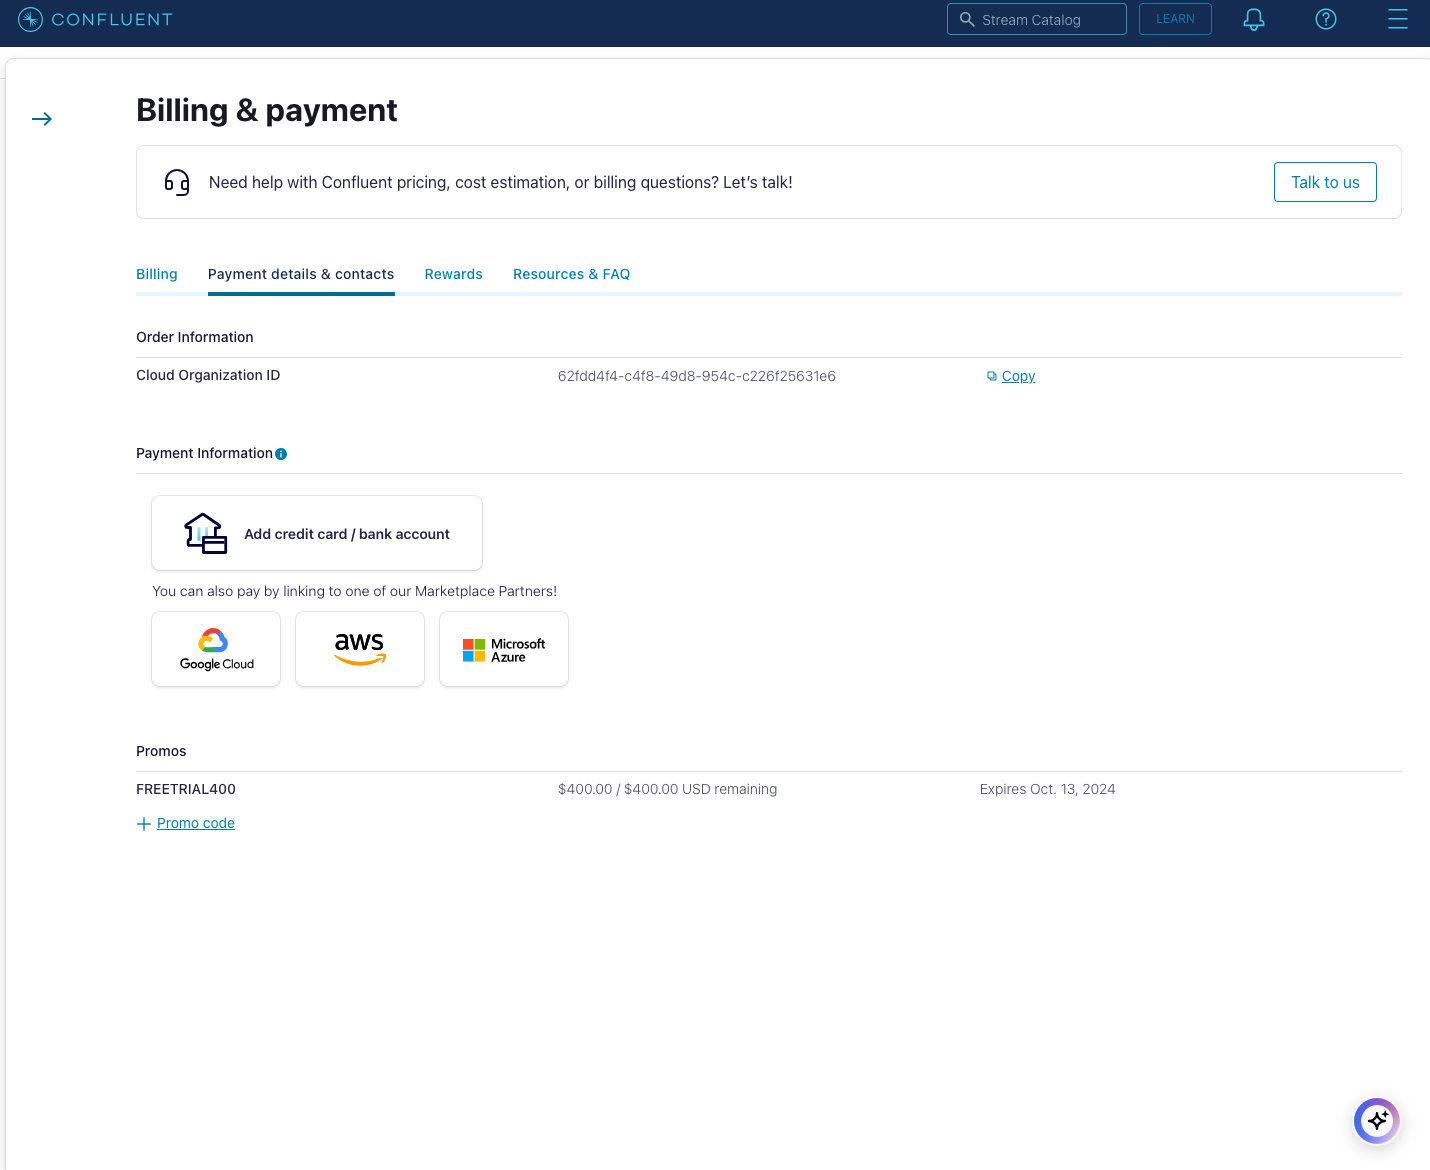 CONFLUENT
Stream Catalog
LEARN
Billing & payment
Need help with Confluent pricing, cost estimation, or billing questions? Let’s talk!
Talk to us
Billing
Payment details & contacts
Rewards
Resources & FAQ
Order Information
Cloud Organization ID
62fdd4f4-c4f8-49d8-954c-c226f25631e6
Copy
Payment Information
Add credit card / bank account
You can also pay by linking to one of our Marketplace Partners!
Google Cloud
aws
Microsoft
Azure
Promos
FREETRIAL400
$400.00 / $400.00 USD remaining
Expires Oct. 13, 2024
Promo code